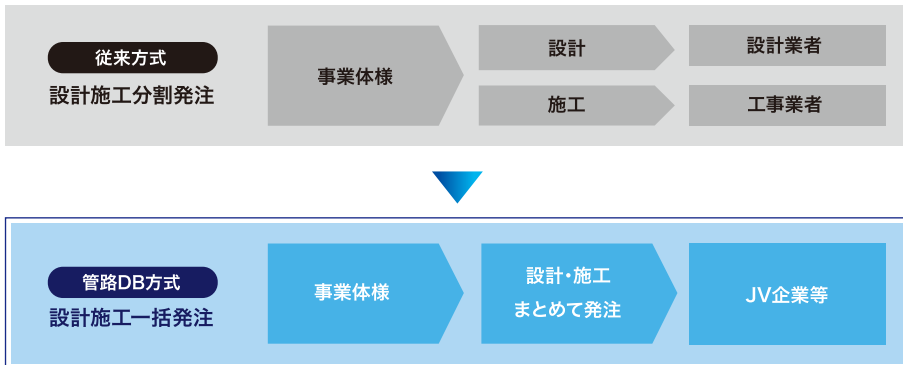 従来方式
設計施工分割発注
事業体様
設計
設計業者
施工
工事業者
管路DB方式
設計施工一括発注
事業体様
設計・施工
まとめて発注
JV企業等